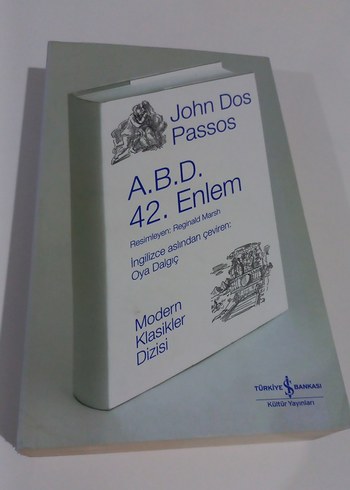 John Dos
Passos
A.B.D.
42. Enlem
Resimleyen: Reginald Marsh
İngilizce aslından çeviren:
Oya Dalgıç
Modern
Klasikler
Dizisi
TÜRKİYE İŞ BANKASI
Kültür Yayınları